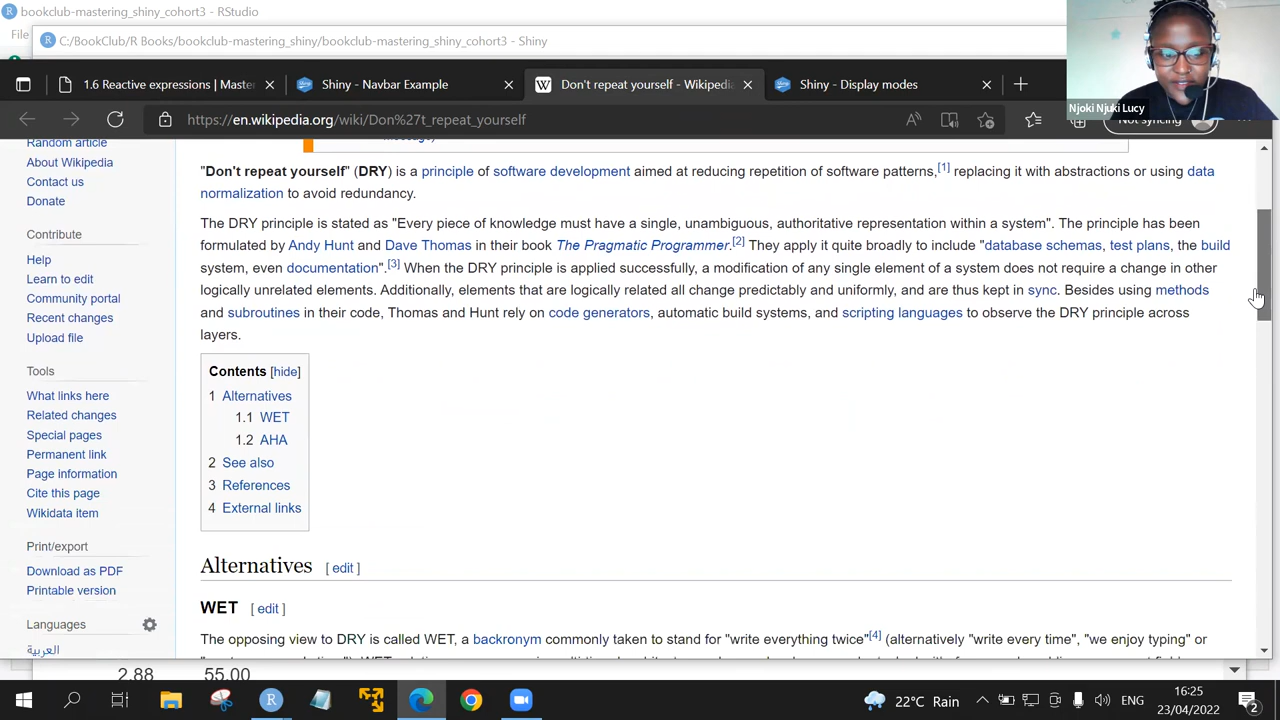 bookclub-mastering_shiny_cohort3 - RStudio
File
C:/BookClub/R Books/bookclub-mastering_shiny/bookclub-mastering_shiny_cohort3 - Shiny
1.6 Reactive expressions | Maste
Shiny - Navbar Example
Don't repeat yourself - Wikipedia
Shiny - Display modes
Njoki Njuki Lucy
https://en.wikipedia.org/wiki/Don%27t_repeat_yourself
Not syncing
Random article
About Wikipedia
Contact us
Donate
Contribute
Help
Learn to edit
Community portal
Recent changes
Upload file
Tools
What links here
Related changes
Special pages
Permanent link
Page information
Cite this page
Wikidata item
Print/export
Download as PDF
Printable version
Languages
العربية
"Don't repeat yourself" (DRY) is a principle of software development aimed at reducing repetition of software patterns,[1] replacing it with abstractions or using data
normalization to avoid redundancy.
The DRY principle is stated as "Every piece of knowledge must have a single, unambiguous, authoritative representation within a system". The principle has been
formulated by Andy Hunt and Dave Thomas in their book The Pragmatic Programmer.[2] They apply it quite broadly to include "database schemas, test plans, the build
system, even documentation".[3] When the DRY principle is applied successfully, a modification of any single element of a system does not require a change in other
logically unrelated elements. Additionally, elements that are logically related all change predictably and uniformly, and are thus kept in sync. Besides using methods
and subroutines in their code, Thomas and Hunt rely on code generators, automatic build systems, and scripting languages to observe the DRY principle across
layers.
Contents [hide]
1 Alternatives
1.1 WET
1.2 AHA
2 See also
3 References
4 External links
Alternatives [ edit ]
WET [ edit ]
The opposing view to DRY is called WET, a backronym commonly taken to stand for "write everything twice"[4] (alternatively "write every time", "we enjoy typing" or
2.88 55.00
22°C Rain
ENG
16:25
23/04/2022
2